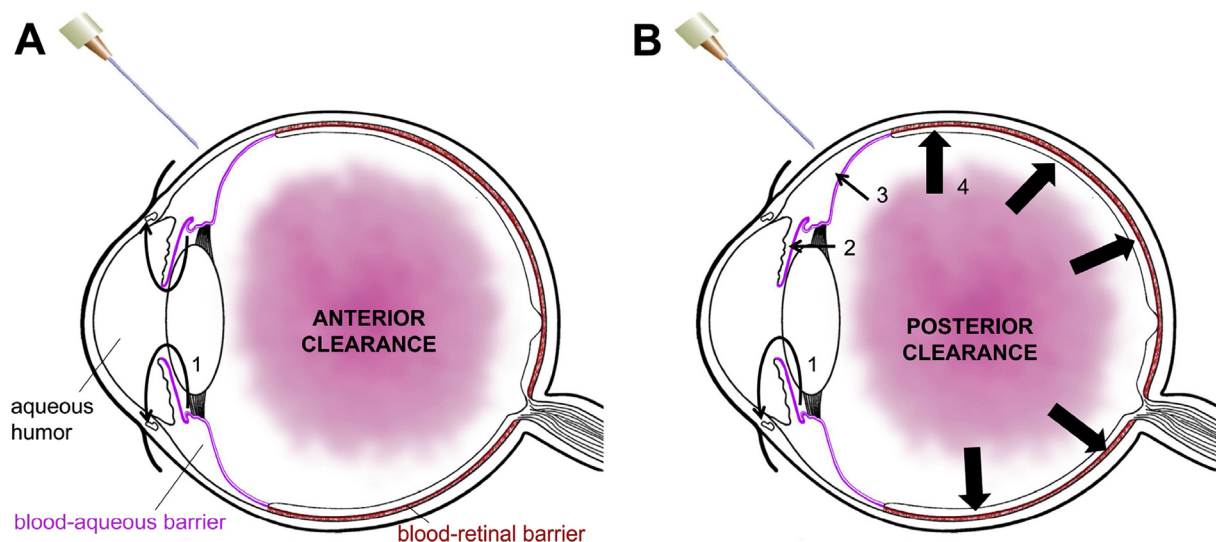 A
ANTERIOR
CLEARANCE
1
aqueous
humor
blood-aqueous barrier
blood-retinal barrier
B
3
4
2
POSTERIOR
CLEARANCE
1